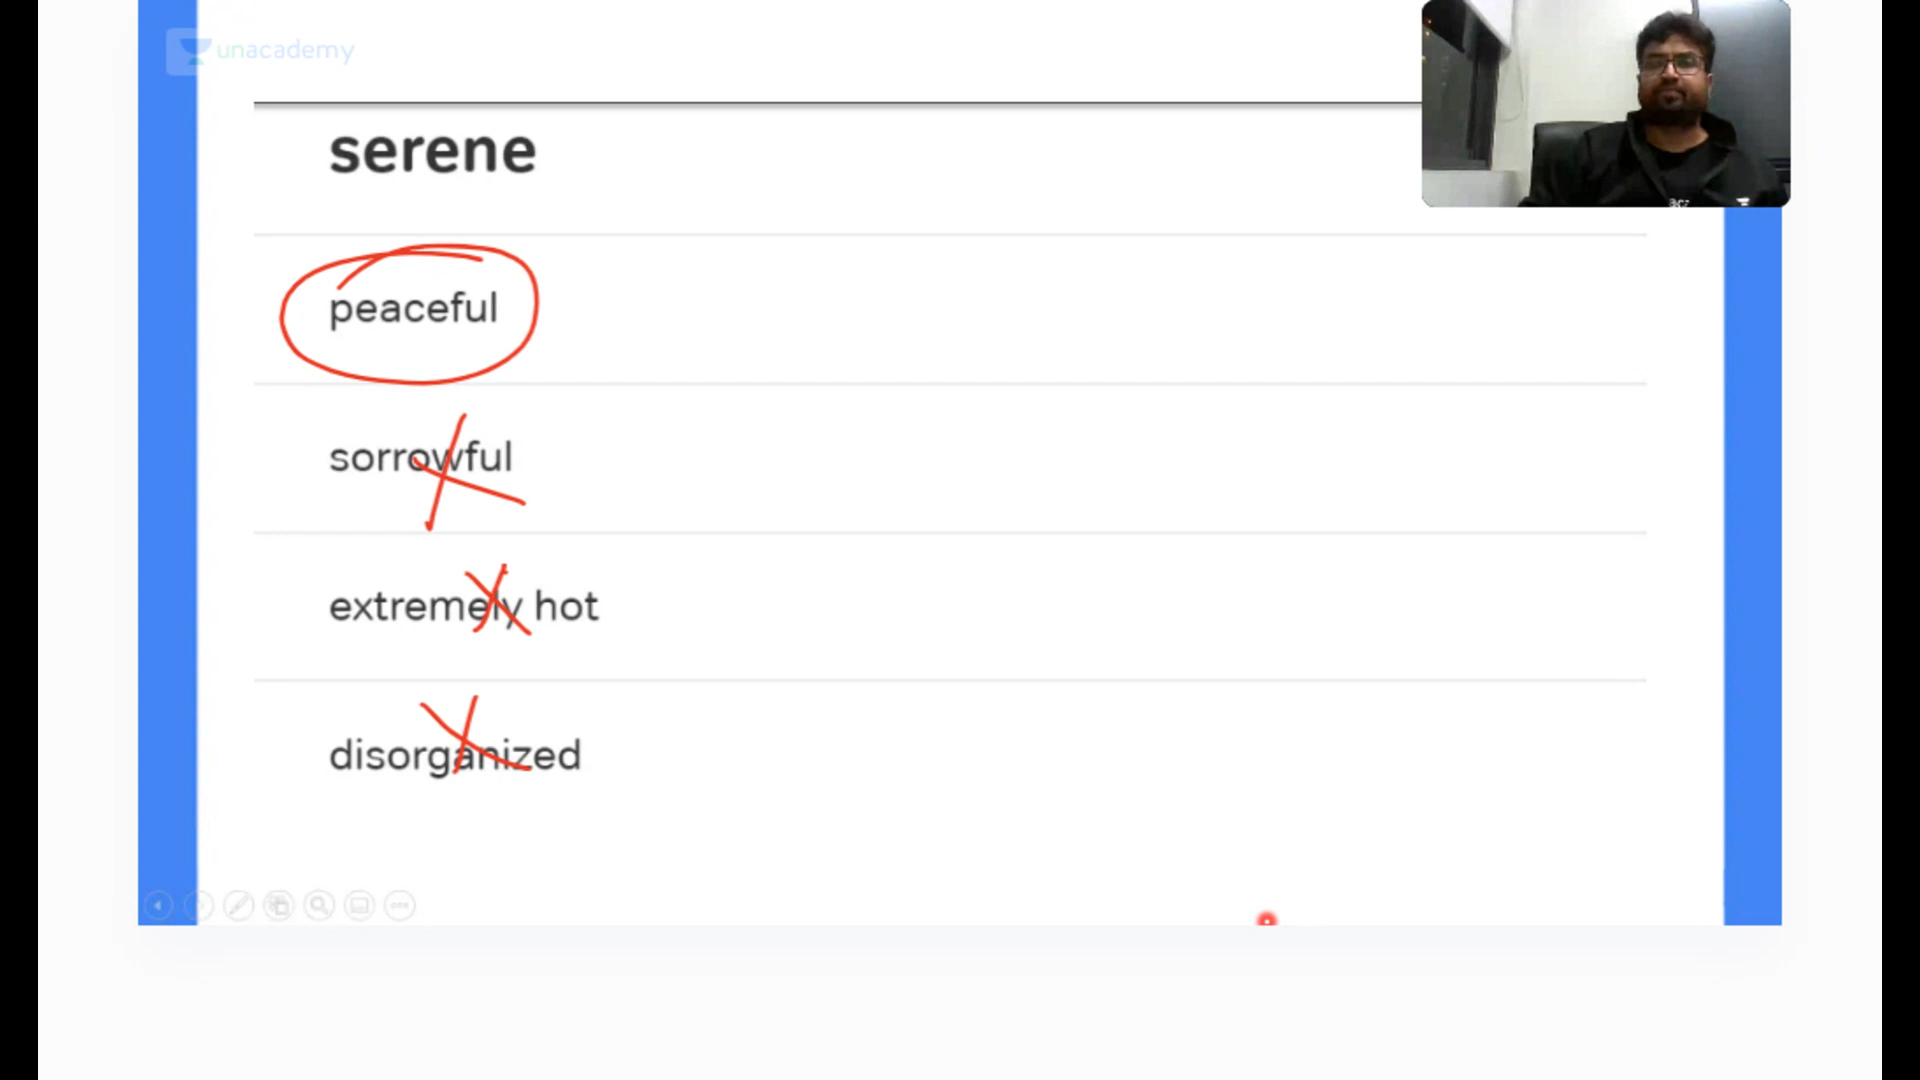 unacademy
serene
peaceful
sorrowful
extremely hot
disorganized